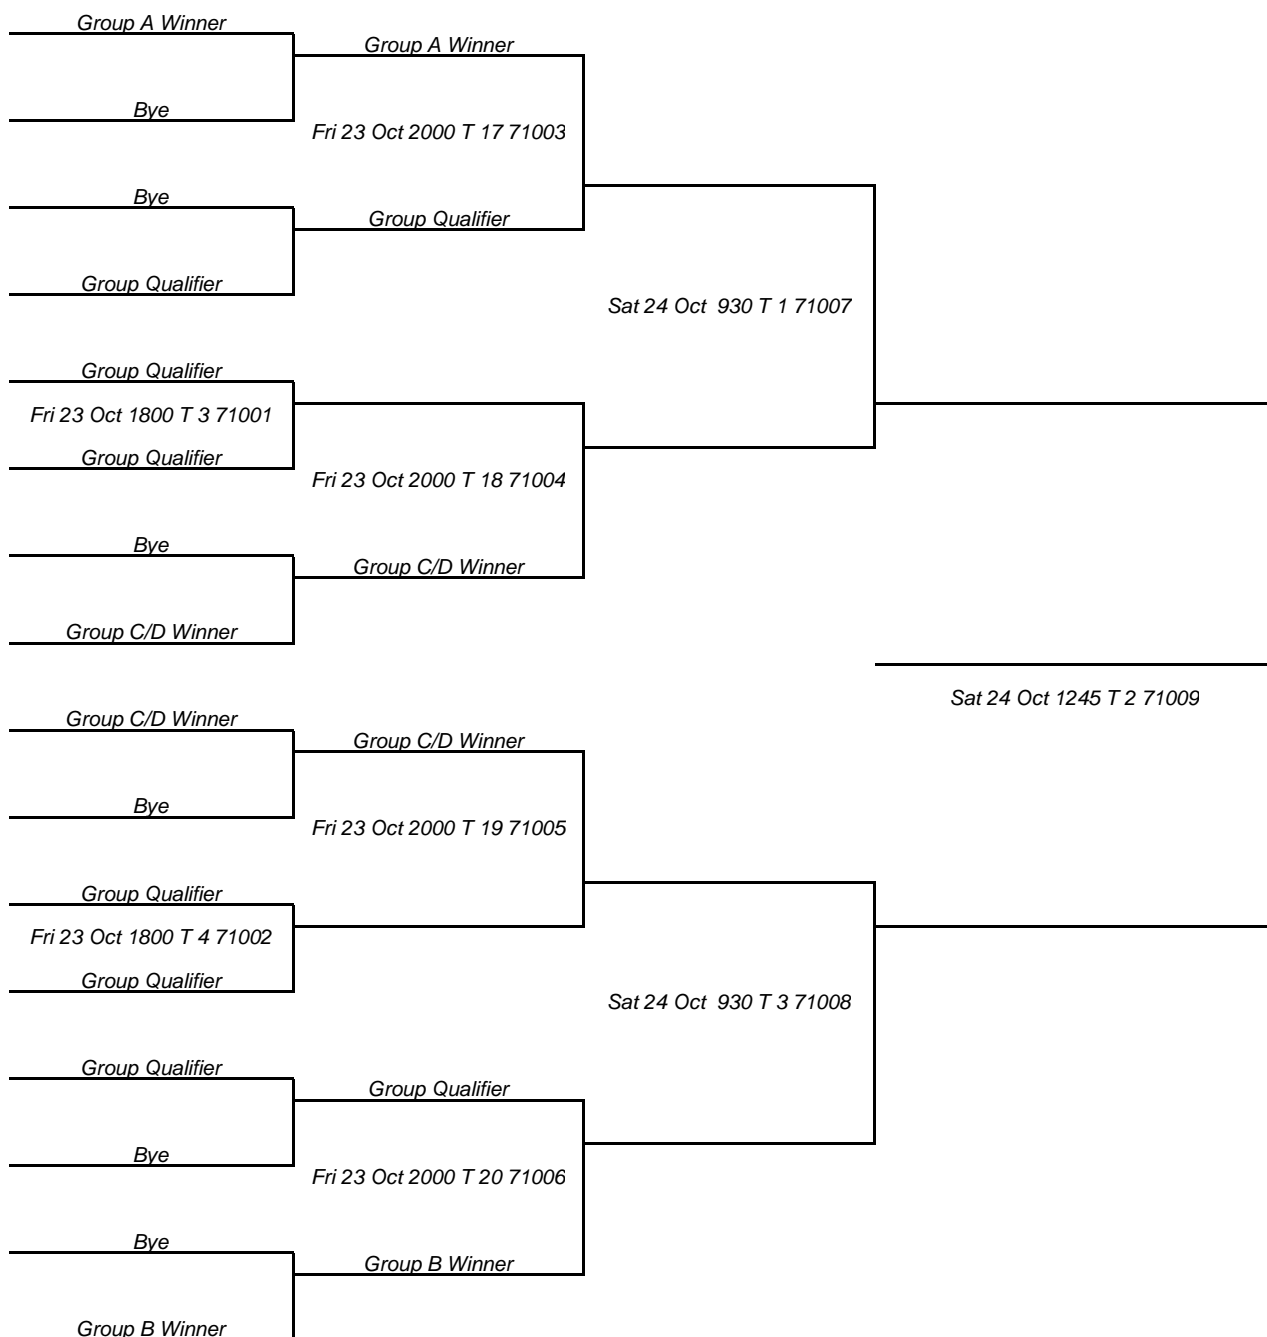 Group A Winner
Group A Winner
Bye
Fri 23 Oct 2000 T 17 71003
Bye
Group Qualifier
Group Qualifier
Sat 24 Oct  930 T 1 71007
Group Qualifier
Fri 23 Oct 1800 T 3 71001
Group Qualifier
Fri 23 Oct 2000 T 18 71004
Bye
Group C/D Winner
Group C/D Winner
Sat 24 Oct 1245 T 2 71009
Group C/D Winner
Group C/D Winner
Bye
Fri 23 Oct 2000 T 19 71005
Group Qualifier
Fri 23 Oct 1800 T 4 71002
Group Qualifier
Sat 24 Oct  930 T 3 71008
Group Qualifier
Group Qualifier
Bye
Fri 23 Oct 2000 T 20 71006
Bye
Group B Winner
Group B Winner